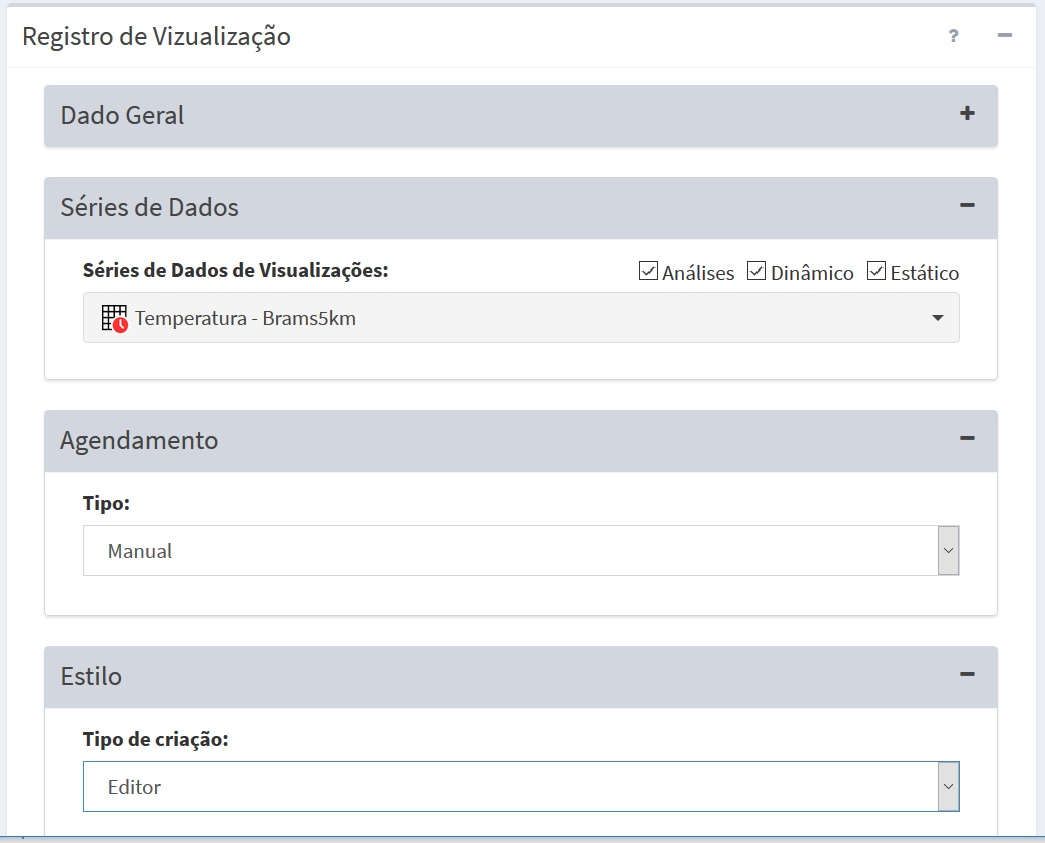 Registro de Vizualização ?
Dado Geral
Séries de Dados
Séries de Dados de Visualizações: Análises Dinâmico Estático
Temperatura - Brams5km
Agendamento
Tipo:
Manual
Estilo
Tipo de criação:
Editor